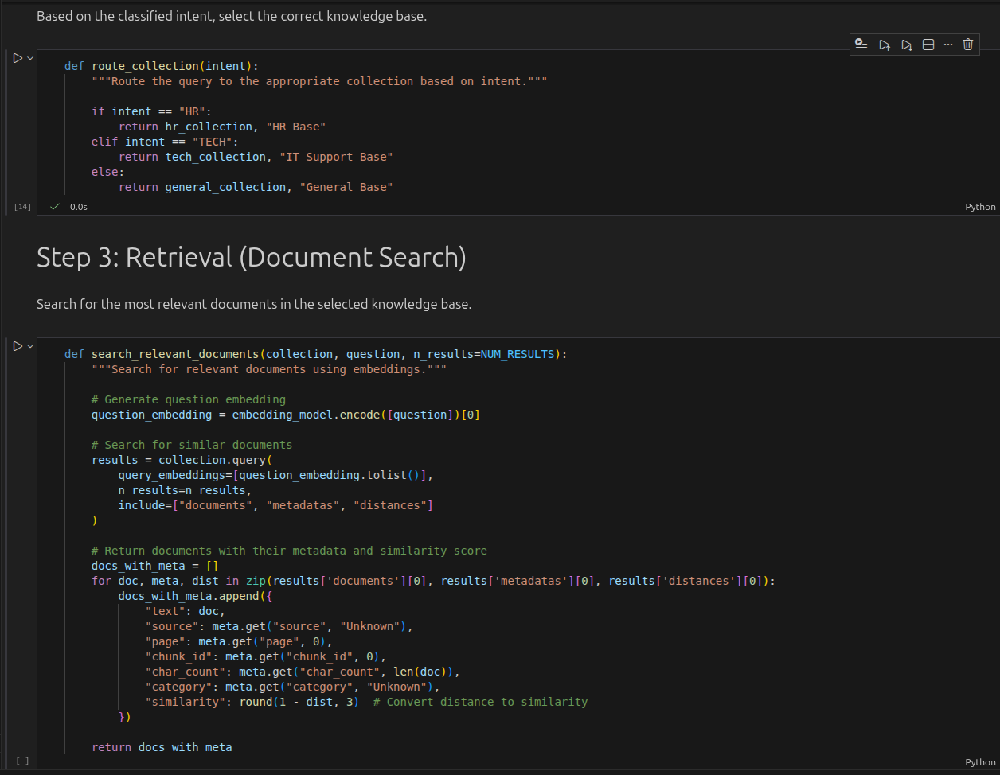 Based on the classified intent, select the correct knowledge base.
def route_collection(intent):
"""Route the query to the appropriate collection based on intent."""
if intent == "HR":
return hr_collection, "HR Base"
elif intent == "TECH":
return tech_collection, "IT Support Base"
else:
return general_collection, "General Base"
[14] 0.0s Python
Step 3: Retrieval (Document Search)
Search for the most relevant documents in the selected knowledge base.
def search_relevant_documents(collection, question, n_results=NUM_RESULTS):
"""Search for relevant documents using embeddings."""
# Generate question embedding
question_embedding = embedding_model.encode([question])[0]
# Search for similar documents
results = collection.query(
query_embeddings=[question_embedding.tolist()],
n_results=n_results,
include=["documents", "metadatas", "distances"]
)
# Return documents with their metadata and similarity score
docs_with_meta = []
for doc, meta, dist in zip(results['documents'][0], results['metadatas'][0], results['distances'][0]):
docs_with_meta.append({
"text": doc,
"source": meta.get("source", "Unknown"),
"page": meta.get("page", 0),
"chunk_id": meta.get("chunk_id", 0),
"char_count": meta.get("char_count", len(doc)),
"category": meta.get("category", "Unknown"),
"similarity": round(1 - dist, 3)  # Convert distance to similarity
})
return docs_with_meta
[ ] Python